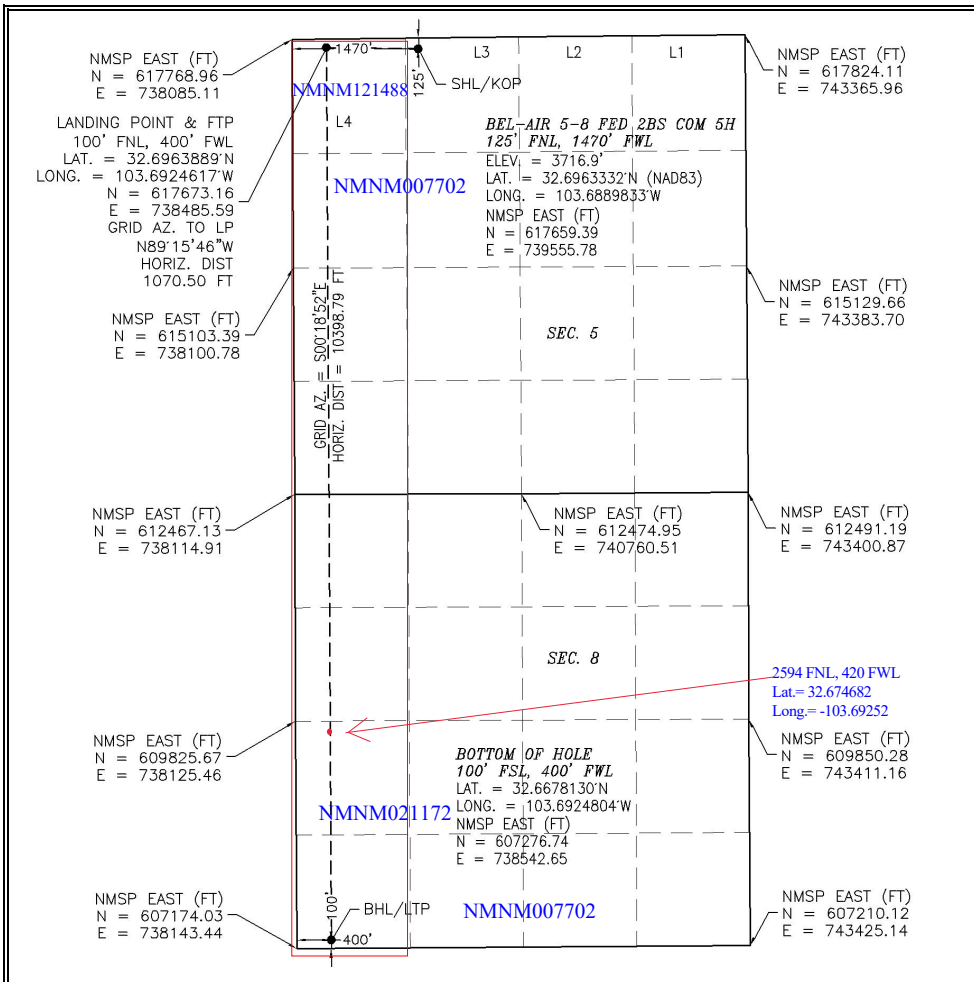 NMSP EAST (FT)
N = 617768.96
E = 738085.11
1470'
125'
SHL/KOP
L3
L2
L1
NMSP EAST (FT)
N = 617824.11
E = 743365.96
NMNM121488
L4
LANDING POINT & FTP
100' FNL, 400' FWL
LAT. = 32.6963889°N
LONG. = 103.6924617°W
N = 617673.16
E = 738485.59
GRID AZ. TO LP
N89°15'46"W
HORIZ. DIST
1070.50 FT
BEL-AIR 5-8 FED 2BS COM 5H
125' FNL, 1470' FWL
ELEV. = 3716.9'
LAT. = 32.6963332°N (NAD83)
LONG. = 103.6889833°W
NMSP EAST (FT)
N = 617659.39
E = 739555.78
NMNM007702
NMSP EAST (FT)
N = 615103.39
E = 738100.78
GRID AZ. = S00°18'52"E
HORIZ. DIST = 10398.79 FT
SEC. 5
NMSP EAST (FT)
N = 615129.66
E = 743383.70
NMSP EAST (FT)
N = 612467.13
E = 738114.91
NMSP EAST (FT)
N = 612474.95
E = 740760.51
NMSP EAST (FT)
N = 612491.19
E = 743400.87
SEC. 8
2594 FNL, 420 FWL
Lat.= 32.674682
Long.= -103.69252
NMSP EAST (FT)
N = 609825.67
E = 738125.46
BOTTOM OF HOLE
100' FSL, 400' FWL
LAT. = 32.6678130°N
LONG. = 103.6924804°W
NMSP EAST (FT)
N = 607276.74
E = 738542.65
NMSP EAST (FT)
N = 609850.28
E = 743411.16
NMNM021172
NMSP EAST (FT)
N = 607174.03
E = 738143.44
100'
400'
BHL/LTP
NMNM007702
NMSP EAST (FT)
N = 607210.12
E = 743425.14